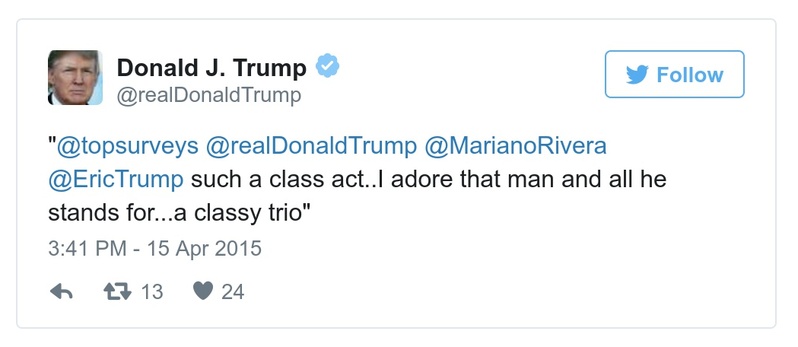 Donald J. Trump
@realDonaldTrump
Follow
"@topsurveys @realDonaldTrump @MarianoRivera
@EricTrump such a class act..I adore that man and all he
stands for...a classy trio"
3:41 PM - 15 Apr 2015
13 24